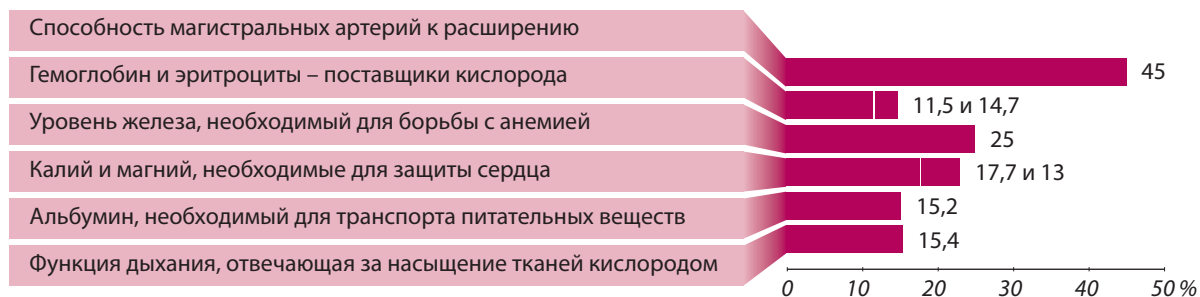 Способность магистральных артерий к расширению
45
Гемоглобин и эритроциты – поставщики кислорода
11,5 и 14,7
Уровень железа, необходимый для борьбы с анемией
25
Калий и магний, необходимые для защиты сердца
17,7 и 13
Альбумин, необходимый для транспорта питательных веществ
15,2
Функция дыхания, отвечающая за насыщение тканей кислородом
15,4
0 10 20 30 40 50 %